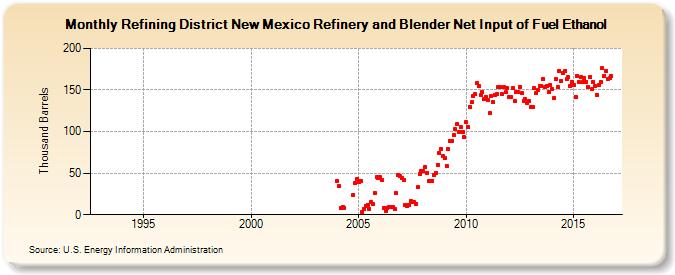 Monthly Refining District New Mexico Refinery and Blender Net Input of Fuel Ethanol
Thousand Barrels
200
150
100
50
0
1995 2000 2005 2010 2015
Source: U.S. Energy Information Administration